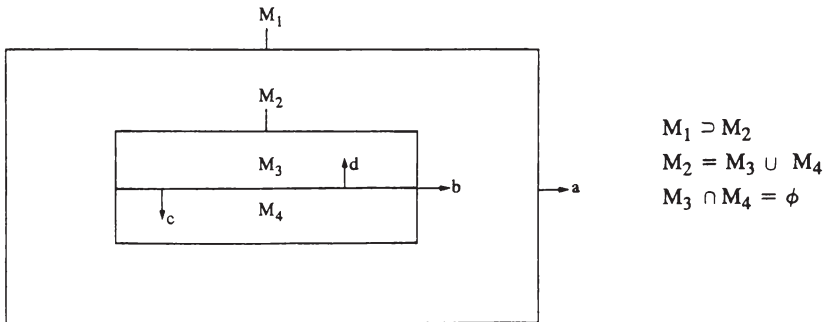 M₁
M₂
M₃
d
b
a
c
M₄
M₁ ⊃ M₂
M₂ = M₃ ∪ M₄
M₃ ∩ M₄ = ϕ